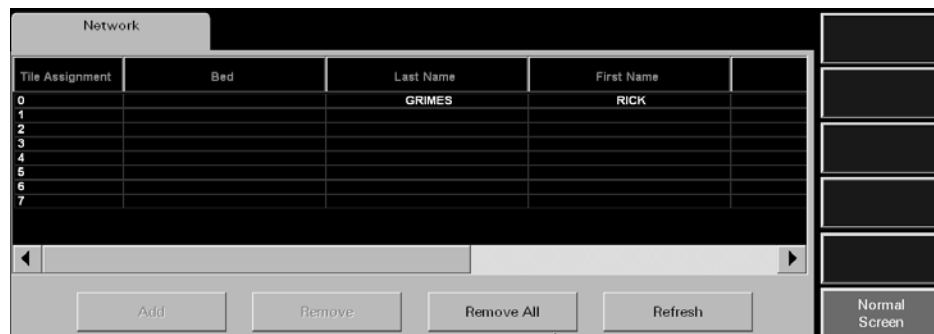 Network
Tile Assignment Bed Last Name First Name
0 GRIMES RICK
1
2
3
4
5
6
7
Add Remove Remove All Refresh
Normal
Screen